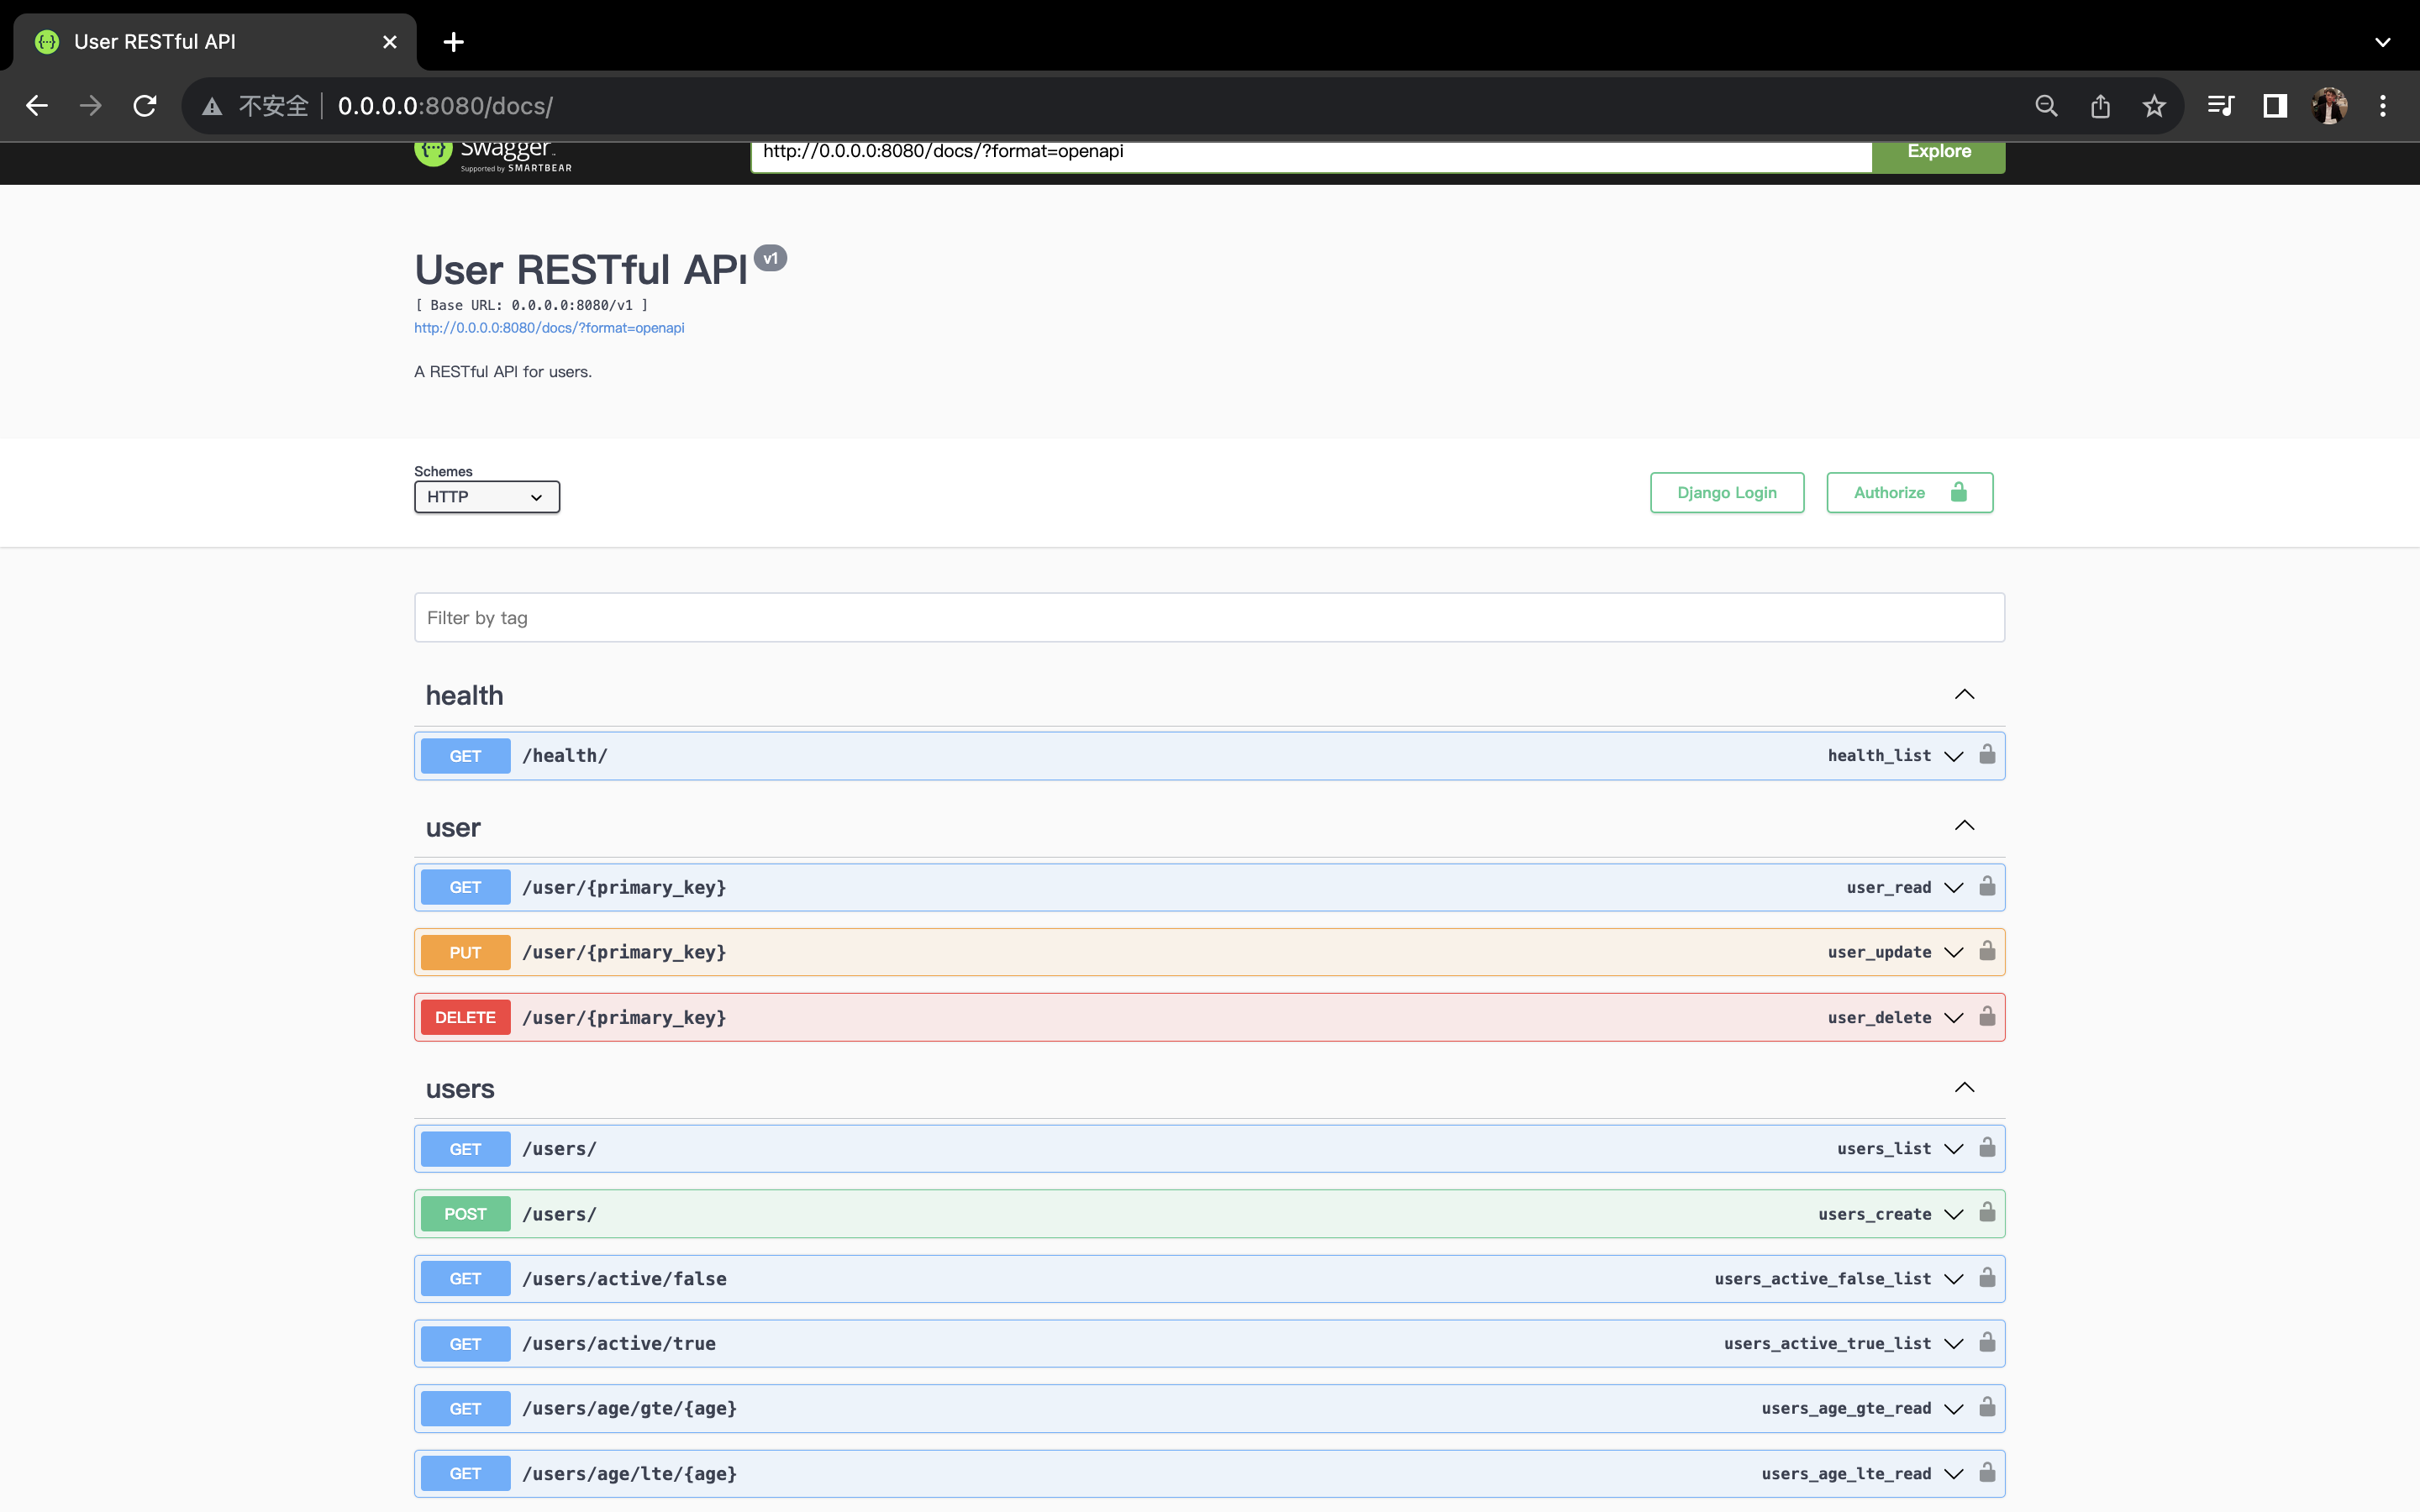 User RESTful API
不安全 0.0.0.0:8080/docs/
Swagger
Supported by SMARTBEAR
http://0.0.0.0:8080/docs/?format=openapi
Explore
User RESTful API v1
[ Base URL: 0.0.0.0:8080/v1 ]
http://0.0.0.0:8080/docs/?format=openapi
A RESTful API for users.
Schemes
HTTP
Django Login
Authorize
Filter by tag
health
GET /health/ health_list
user
GET /user/{primary_key} user_read
PUT /user/{primary_key} user_update
DELETE /user/{primary_key} user_delete
users
GET /users/ users_list
POST /users/ users_create
GET /users/active/false users_active_false_list
GET /users/active/true users_active_true_list
GET /users/age/gte/{age} users_age_gte_read
GET /users/age/lte/{age} users_age_lte_read